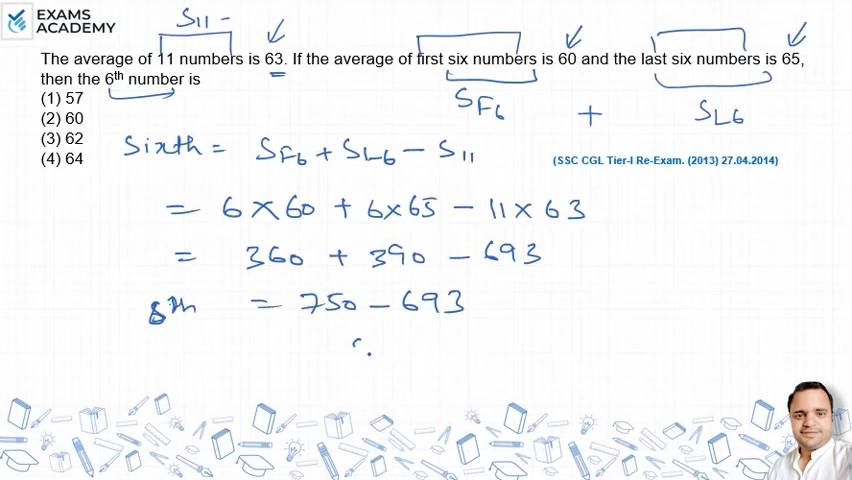 EXAMS
ACADEMY
S11 =
The average of 11 numbers is 63. If the average of first six numbers is 60 and the last six numbers is 65,
then the 6th number is
(1) 57
(2) 60
(3) 62
(4) 64
SF6 + SL6
Sixth = SF6 + SL6 - S11
(SSC CGL Tier-I Re-Exam. (2013) 27.04.2014)
= 6 × 60 + 6 × 65 - 11 × 63
= 360 + 390 - 693
6th = 750 - 693